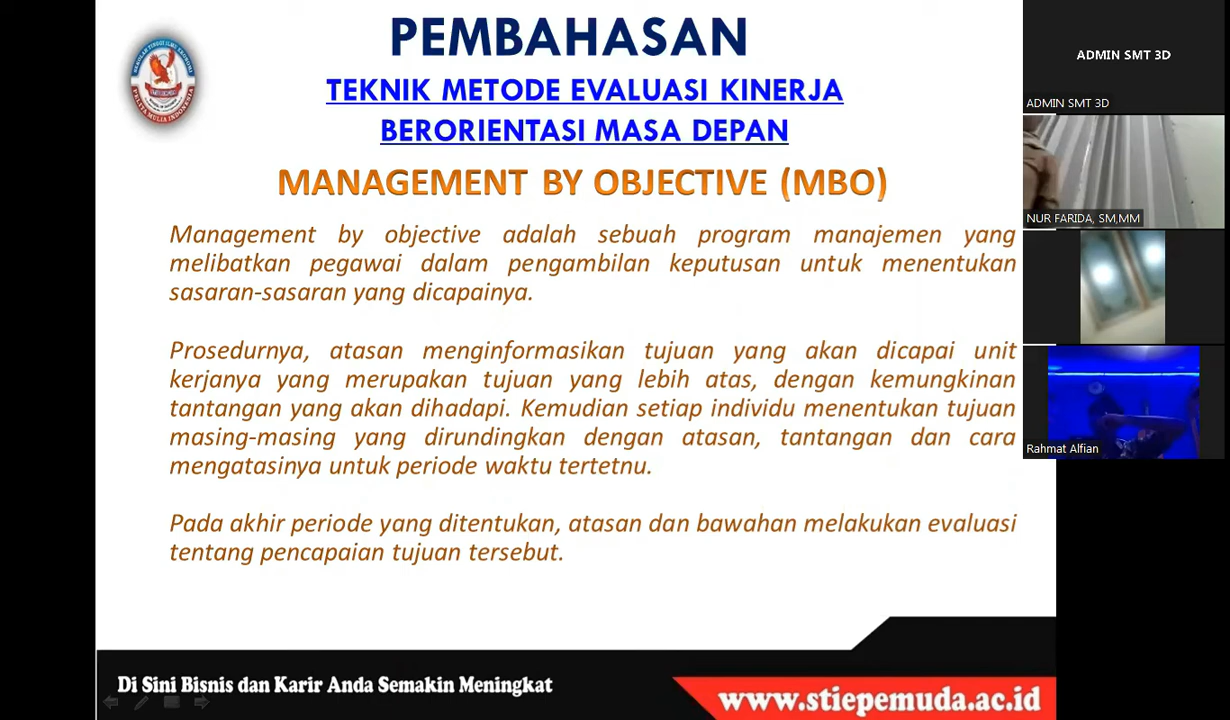 PEMBAHASAN
TEKNIK METODE EVALUASI KINERJA
BERORIENTASI MASA DEPAN
MANAGEMENT BY OBJECTIVE (MBO)
Management by objective adalah sebuah program manajemen yang
melibatkan pegawai dalam pengambilan keputusan untuk menentukan
sasaran-sasaran yang dicapainya.
Prosedurnya, atasan menginformasikan tujuan yang akan dicapai unit
kerjanya yang merupakan tujuan yang lebih atas, dengan kemungkinan
tantangan yang akan dihadapi. Kemudian setiap individu menentukan tujuan
masing-masing yang dirundingkan dengan atasan, tantangan dan cara
mengatasinya untuk periode waktu tertetnu.
Pada akhir periode yang ditentukan, atasan dan bawahan melakukan evaluasi
tentang pencapaian tujuan tersebut.
Di Sini Bisnis dan Karir Anda Semakin Meningkat
www.stiepemuda.ac.id
ADMIN SMT 3D
ADMIN SMT 3D
NUR FARIDA, SM,MM
Rahmat Alfian